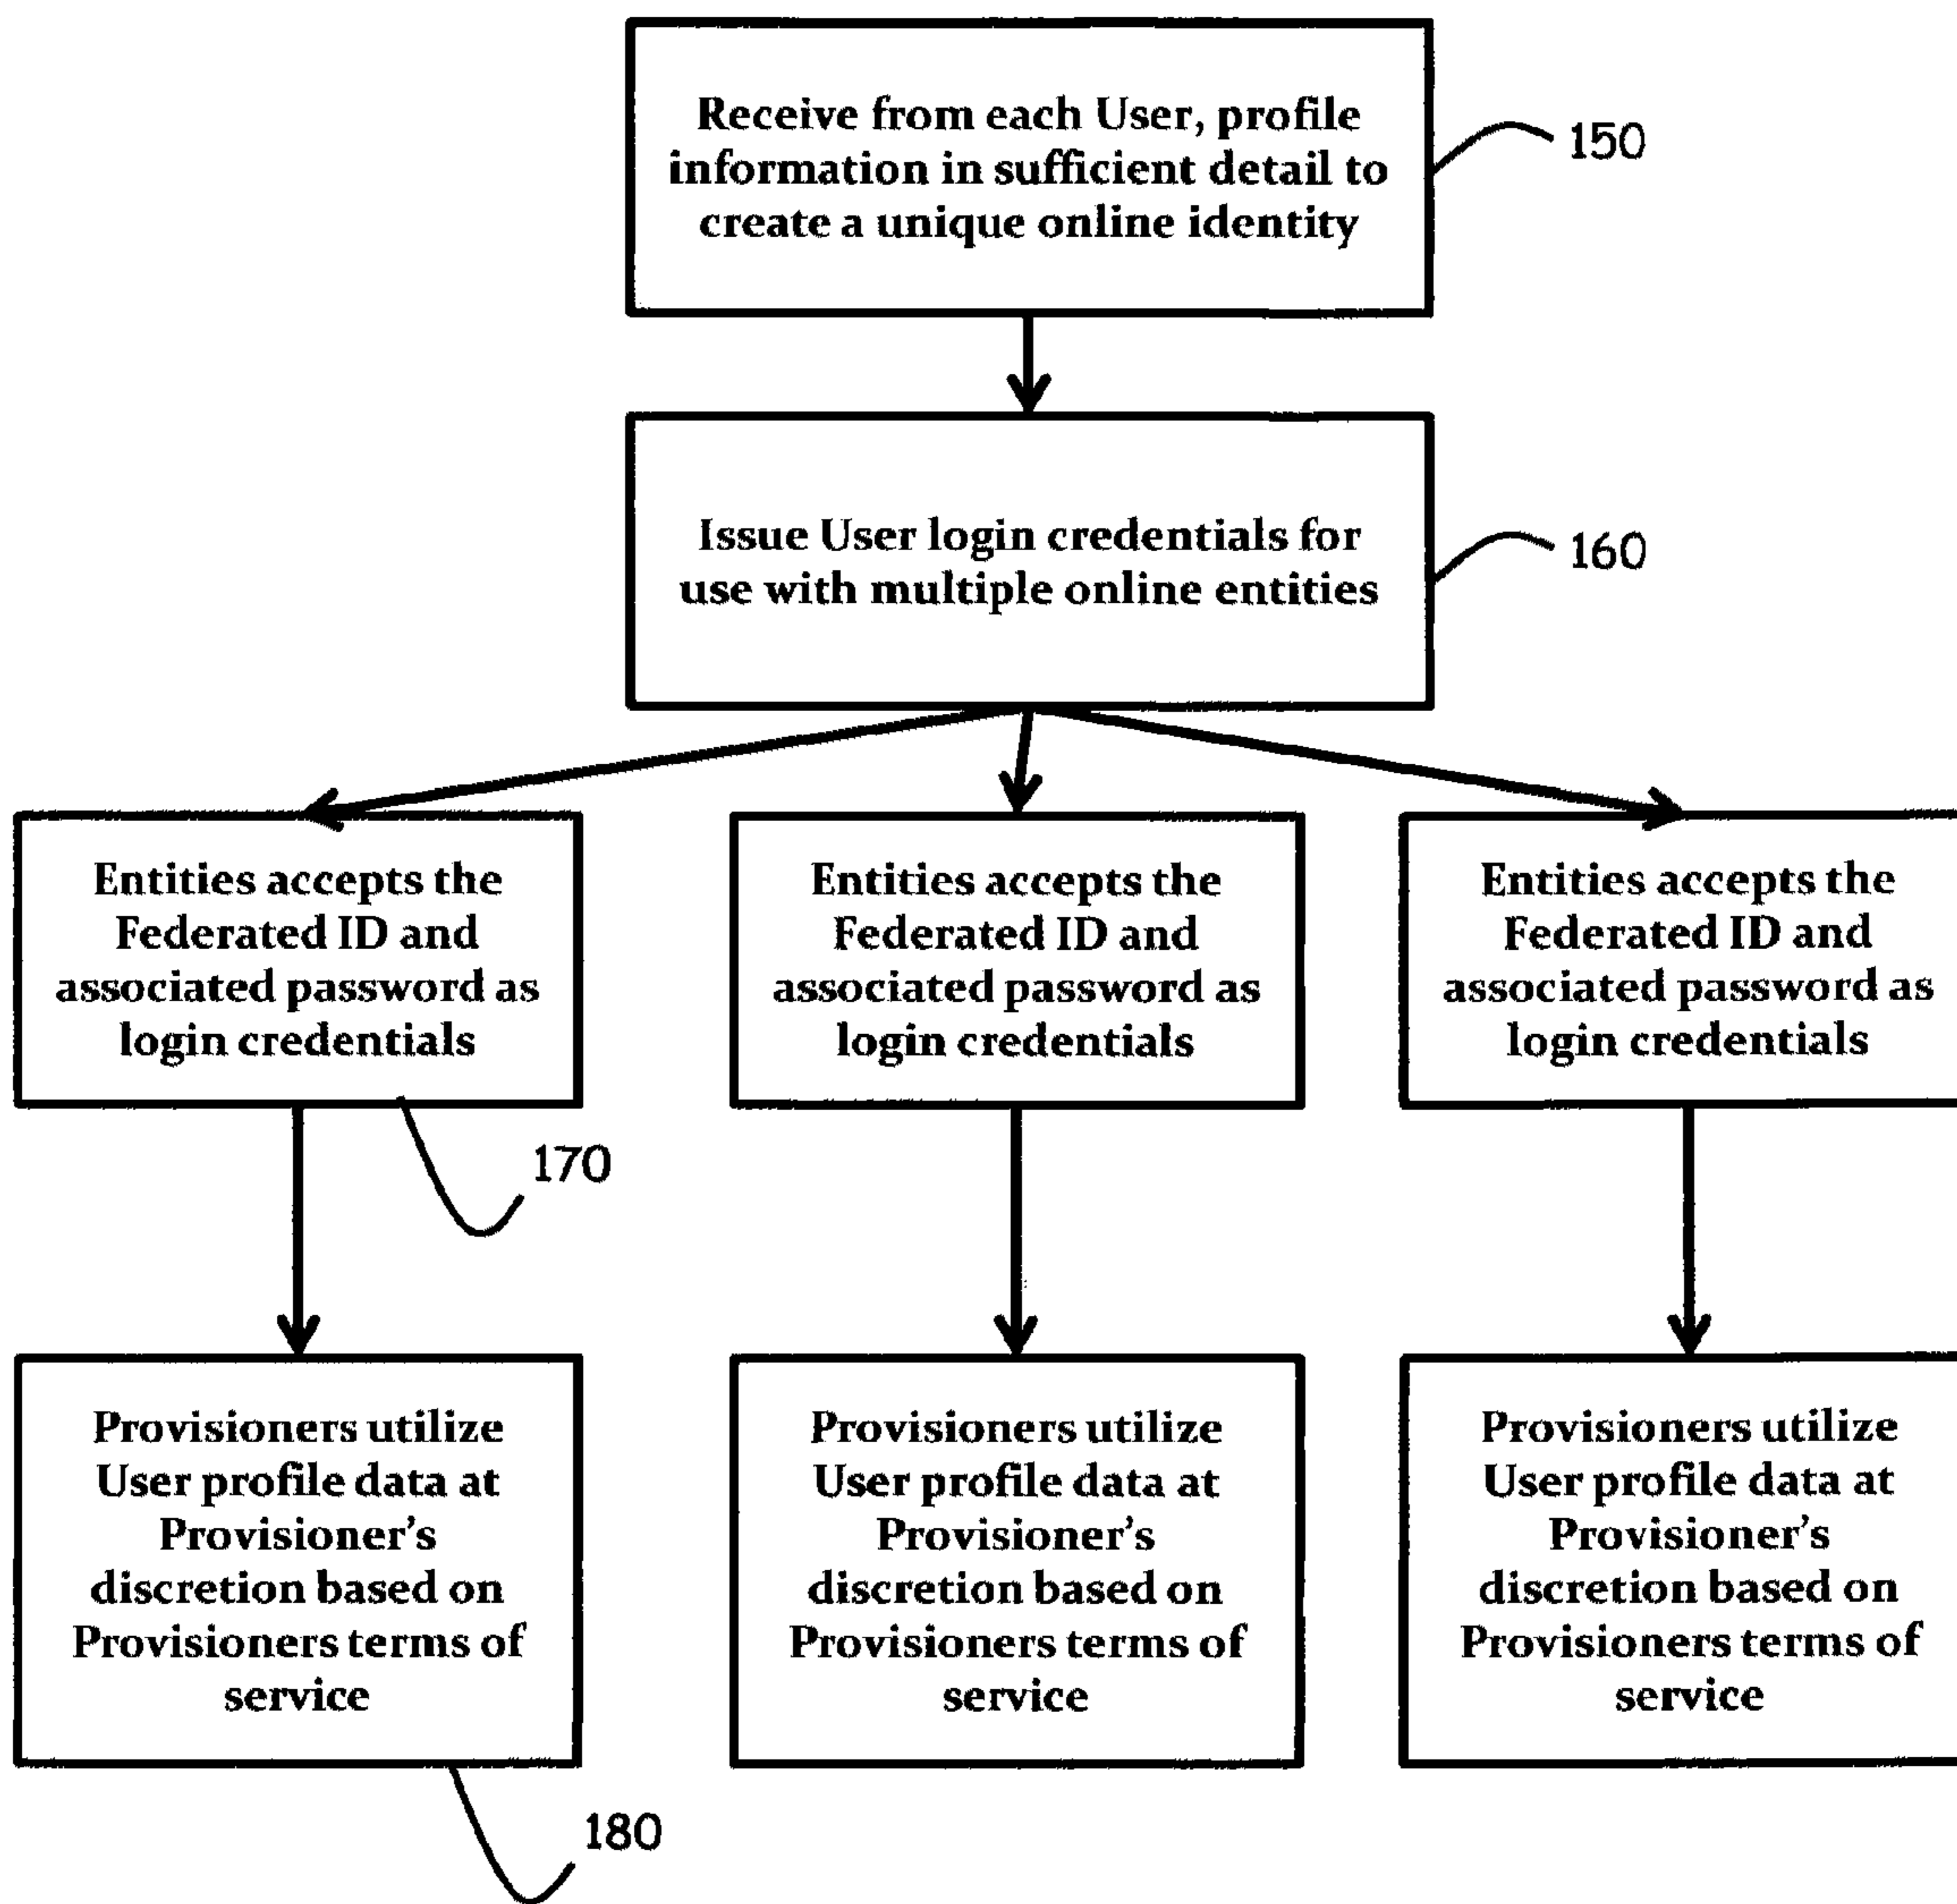 Receive from each User, profile
information in sufficient detail to
create a unique online identity
150
Issue User login credentials for
use with multiple online entities
160
Entities accepts the
Federated ID and
associated password as
login credentials
170
Entities accepts the
Federated ID and
associated password as
login credentials
Entities accepts the
Federated ID and
associated password as
login credentials
Provisioners utilize
User profile data at
Provisioner's
discretion based on
Provisioners terms of
service
180
Provisioners utilize
User profile data at
Provisioner's
discretion based on
Provisioners terms of
service
Provisioners utilize
User profile data at
Provisioner's
discretion based on
Provisioners terms of
service